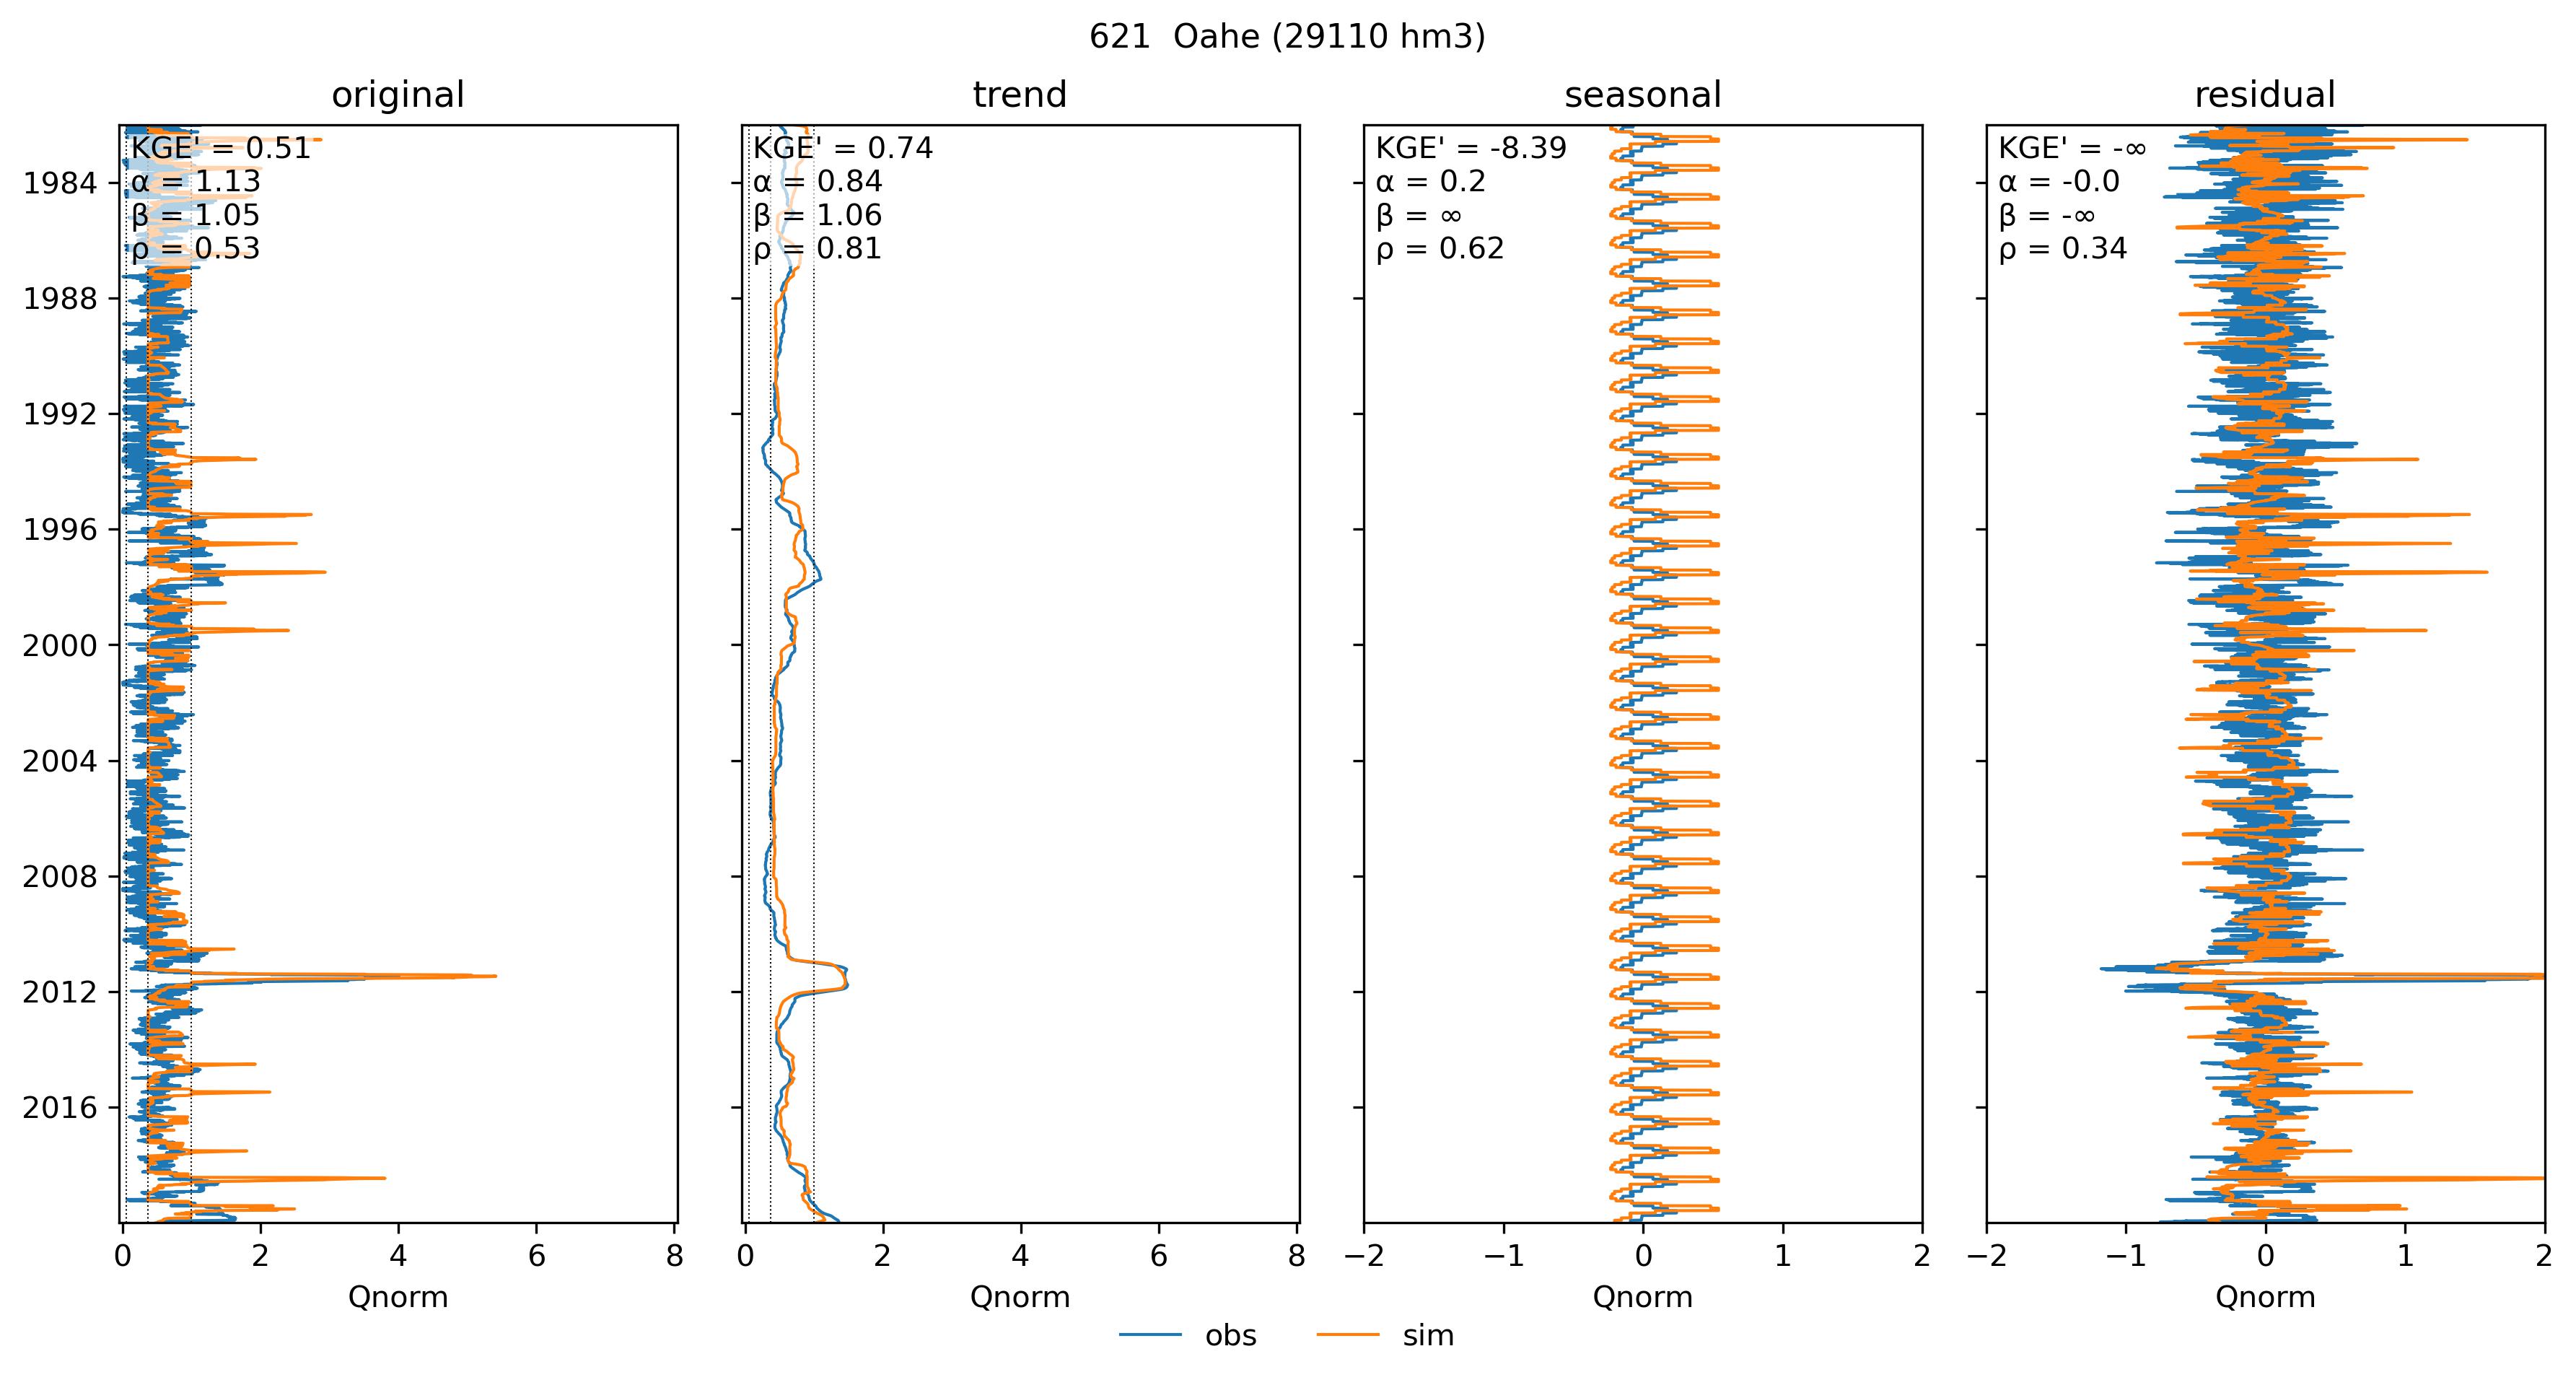 621  Oahe (29110 hm3)
original
trend
seasonal
residual
KGE' = 0.51
α = 1.13
β = 1.05
ρ = 0.53
KGE' = 0.74
α = 0.84
β = 1.06
ρ = 0.81
KGE' = -8.39
α = 0.2
β = ∞
ρ = 0.62
KGE' = -∞
α = -0.0
β = -∞
ρ = 0.34
1984
1988
1992
1996
2000
2004
2008
2012
2016
0 2 4 6 8
0 2 4 6 8
−2 −1 0 1 2
−2 −1 0 1 2
Qnorm
Qnorm
Qnorm
Qnorm
obs sim